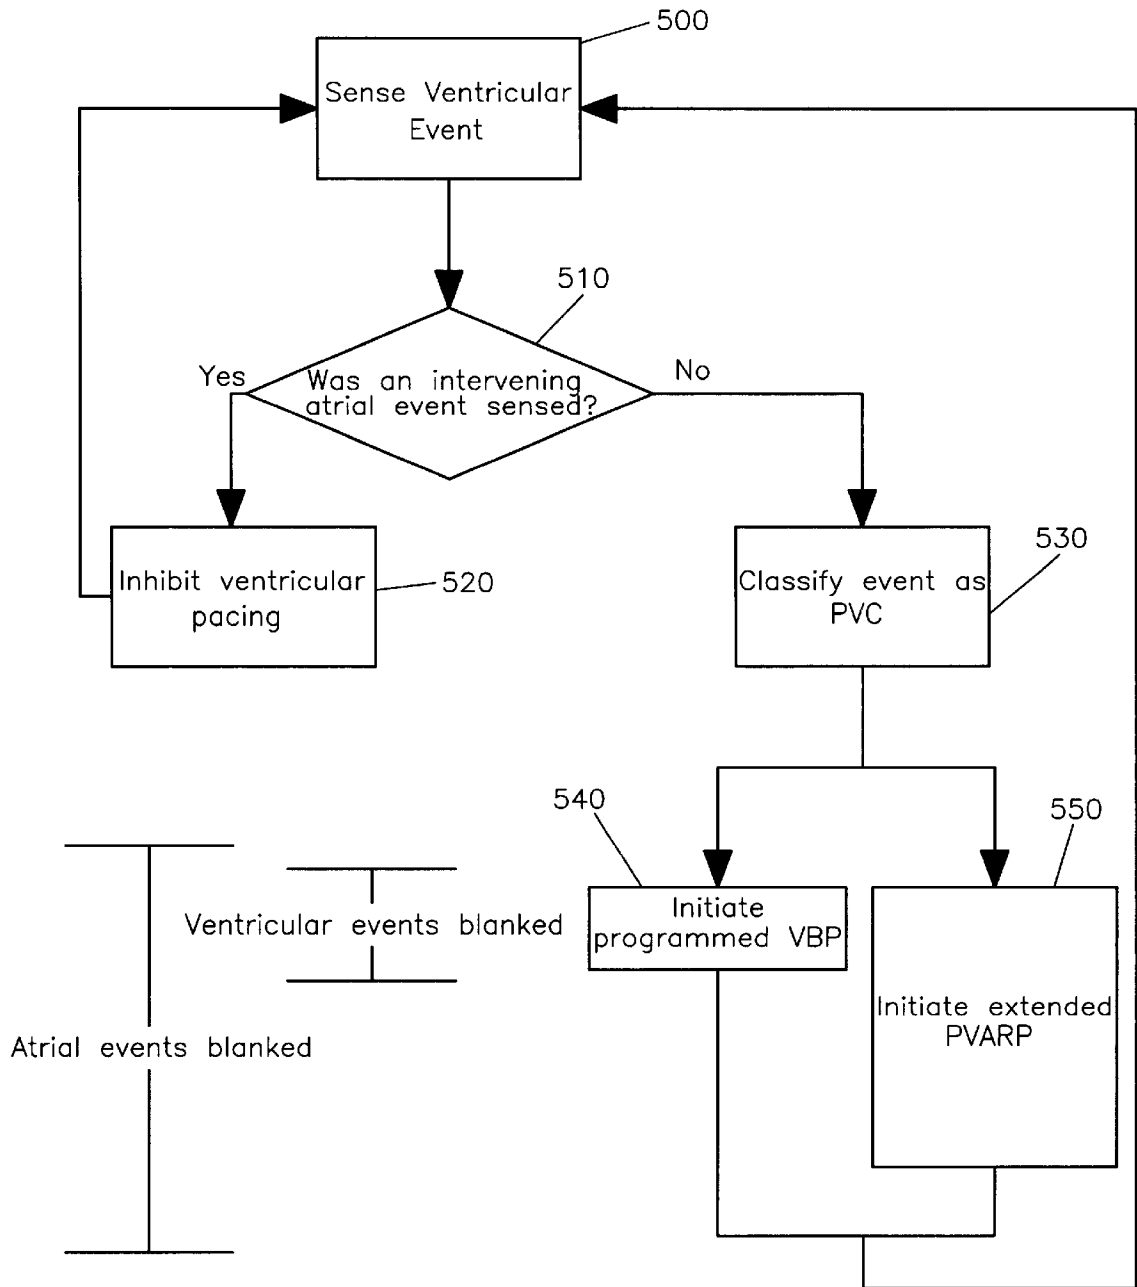 500
Sense Ventricular
Event
510
Yes
No
Was an intervening
atrial event sensed?
530
Inhibit ventricular
pacing
520
Classify event as
PVC
540
550
Ventricular events blanked
Initiate
programmed VBP
Initiate extended
PVARP
Atrial events blanked